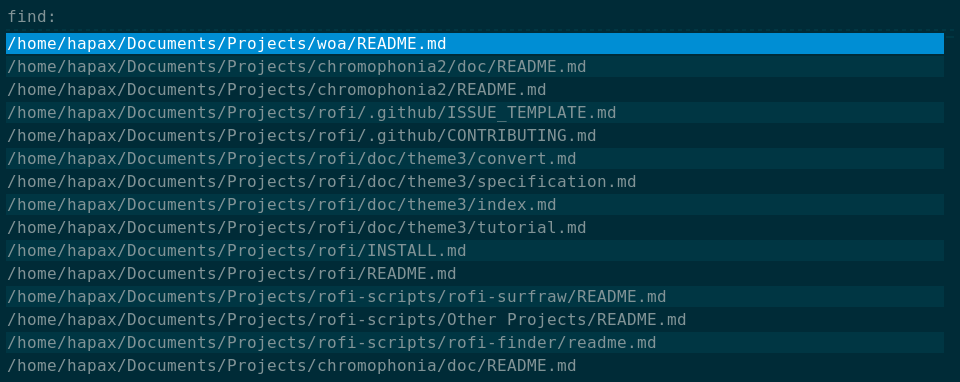 find:
/home/hapax/Documents/Projects/woa/README.md
/home/hapax/Documents/Projects/chromophonia2/doc/README.md
/home/hapax/Documents/Projects/chromophonia2/README.md
/home/hapax/Documents/Projects/rofi/.github/ISSUE_TEMPLATE.md
/home/hapax/Documents/Projects/rofi/.github/CONTRIBUTING.md
/home/hapax/Documents/Projects/rofi/doc/theme3/convert.md
/home/hapax/Documents/Projects/rofi/doc/theme3/specification.md
/home/hapax/Documents/Projects/rofi/doc/theme3/index.md
/home/hapax/Documents/Projects/rofi/doc/theme3/tutorial.md
/home/hapax/Documents/Projects/rofi/INSTALL.md
/home/hapax/Documents/Projects/rofi/README.md
/home/hapax/Documents/Projects/rofi-scripts/rofi-surfraw/README.md
/home/hapax/Documents/Projects/rofi-scripts/Other Projects/README.md
/home/hapax/Documents/Projects/rofi-scripts/rofi-finder/readme.md
/home/hapax/Documents/Projects/chromophonia/doc/README.md